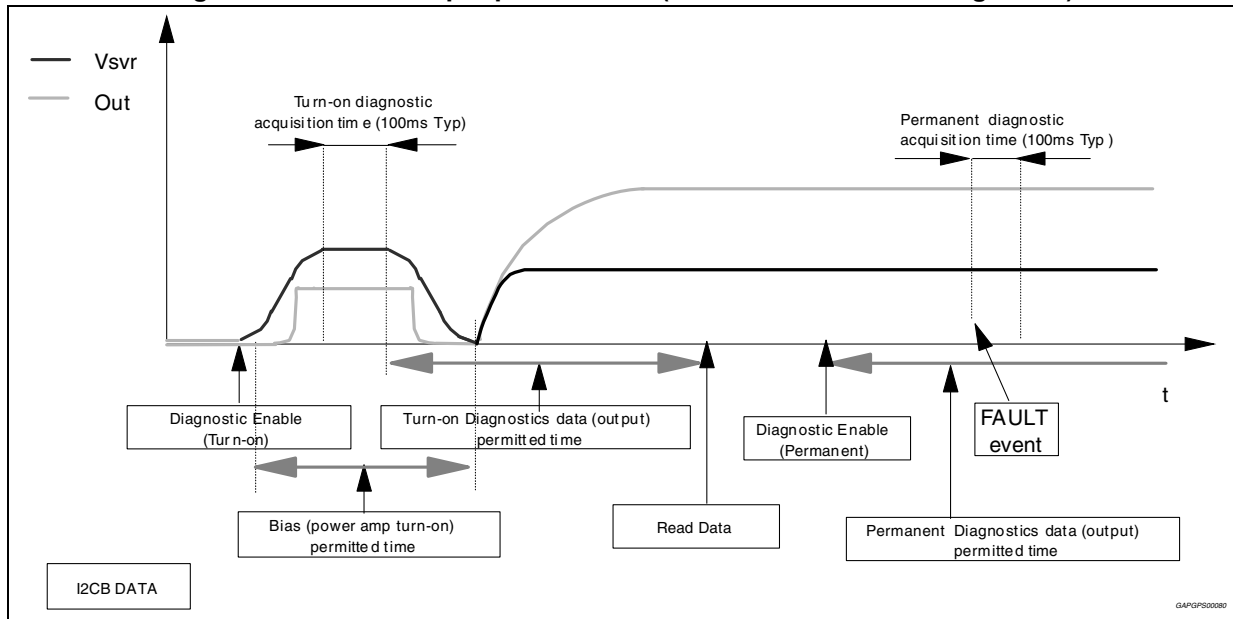 Vsvr
Out
Turn-on diagnostic
acquisition time (100ms Typ)
Permanent diagnostic
acquisition time (100ms Typ )
t
Diagnostic Enable
(Turn-on)
Turn-on Diagnostics data (output)
permitted time
Diagnostic Enable
(Permanent)
FAULT
event
Bias (power amp turn-on)
permitted time
Read Data
Permanent Diagnostics data (output)
permitted time
I2CB DATA
GAPGPS00080